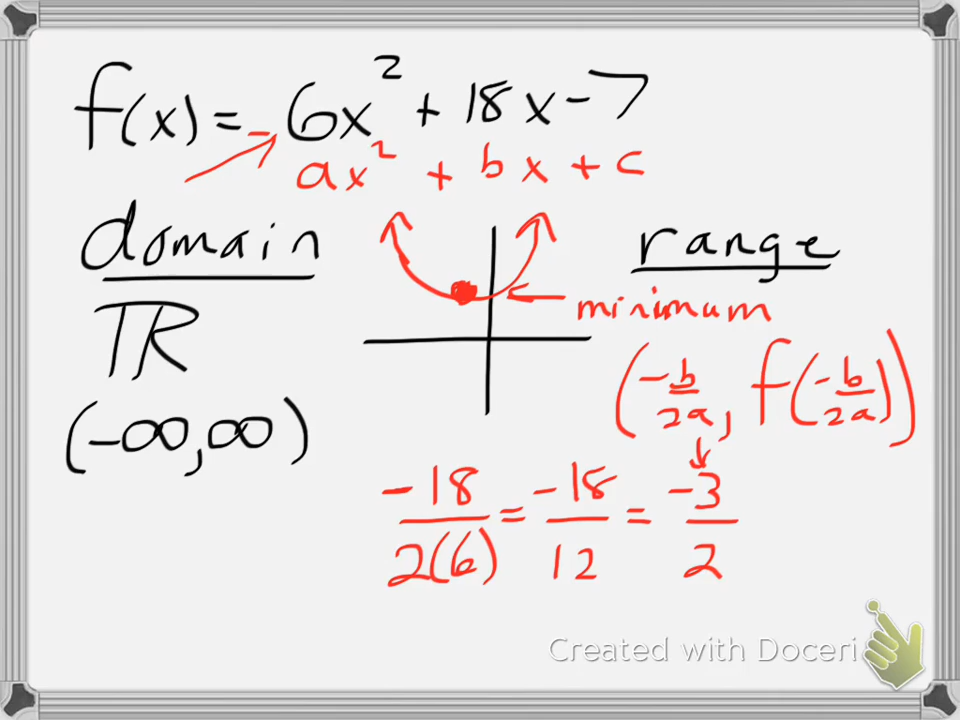 f(x) = 6x² + 18x - 7
ax² + bx + c
domain
range
minimum
ℝ
(-b/2a, f(-b/2a))
(-∞, ∞)
-18/2(6) = -18/12 = -3/2
Created with Doceri